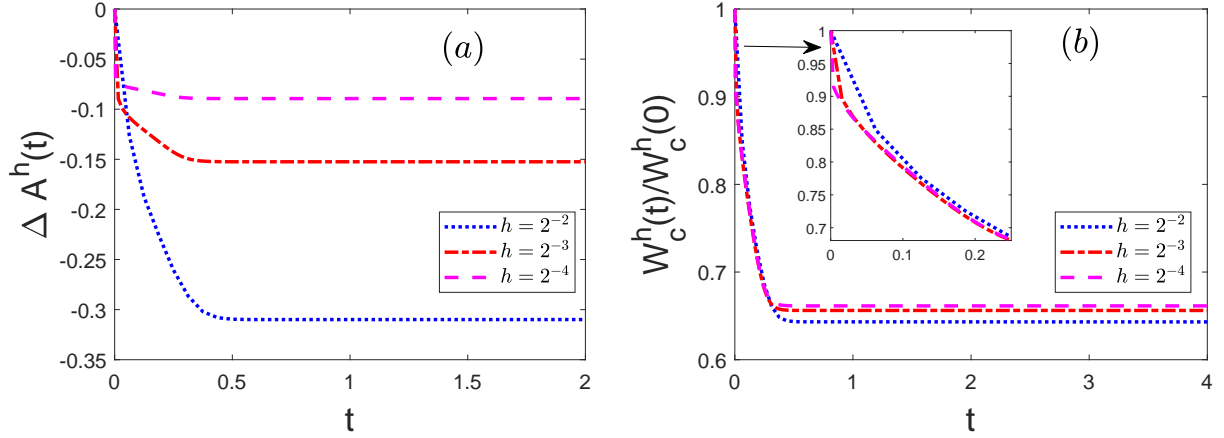 (a)
0
-0.05
-0.1
-0.15
-0.2
-0.25
-0.3
-0.35
Δ A^h(t)
0 0.5 1 1.5 2
t
h = 2^{-2}
h = 2^{-3}
h = 2^{-4}
(b)
1
0.9
0.8
0.7
0.6
W_c^h(t)/W_c^h(0)
0 1 2 3 4
t
1
0.95
0.9
0.85
0.8
0.75
0.7
0 0.1 0.2
h = 2^{-2}
h = 2^{-3}
h = 2^{-4}